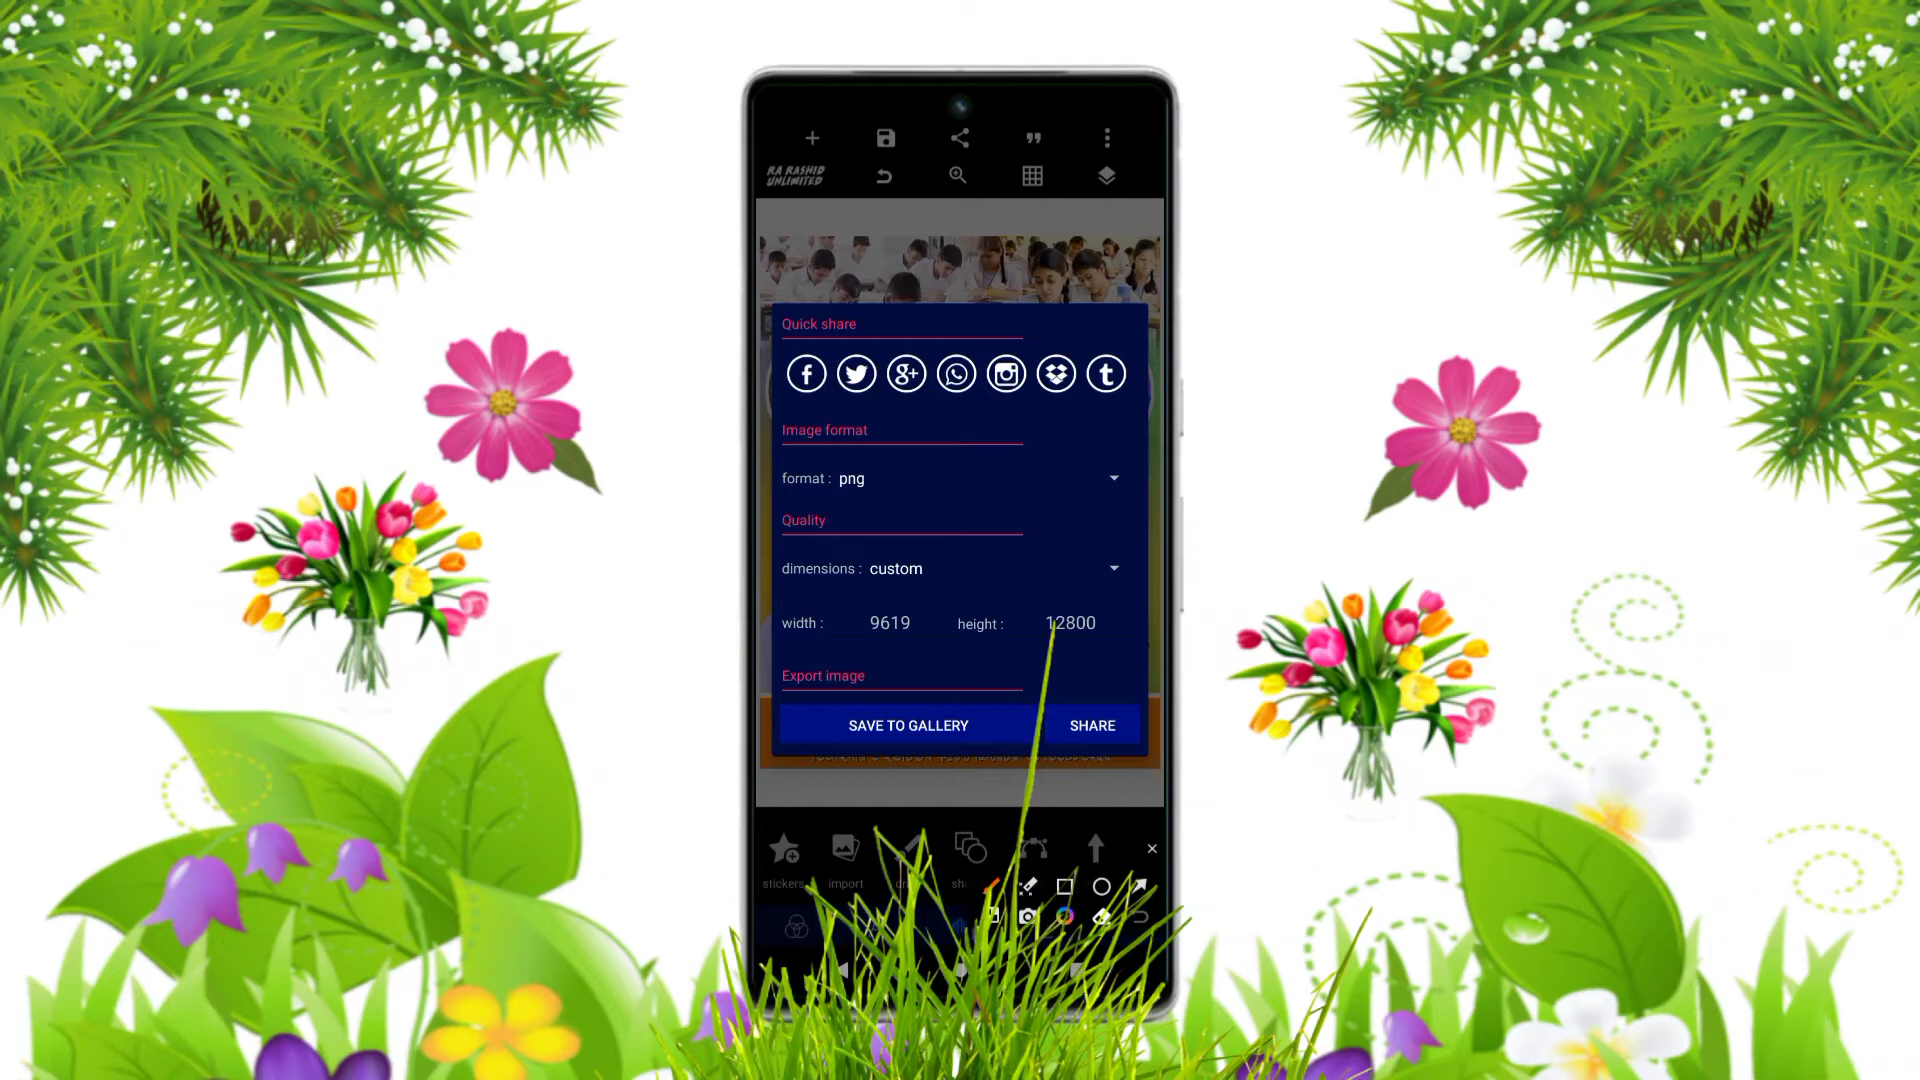 RA RASHID
UNLIMITED
Quick share
Image format
format : png
Quality
dimensions : custom
width : 9619 height : 12800
Export image
SAVE TO GALLERY SHARE
stickers import